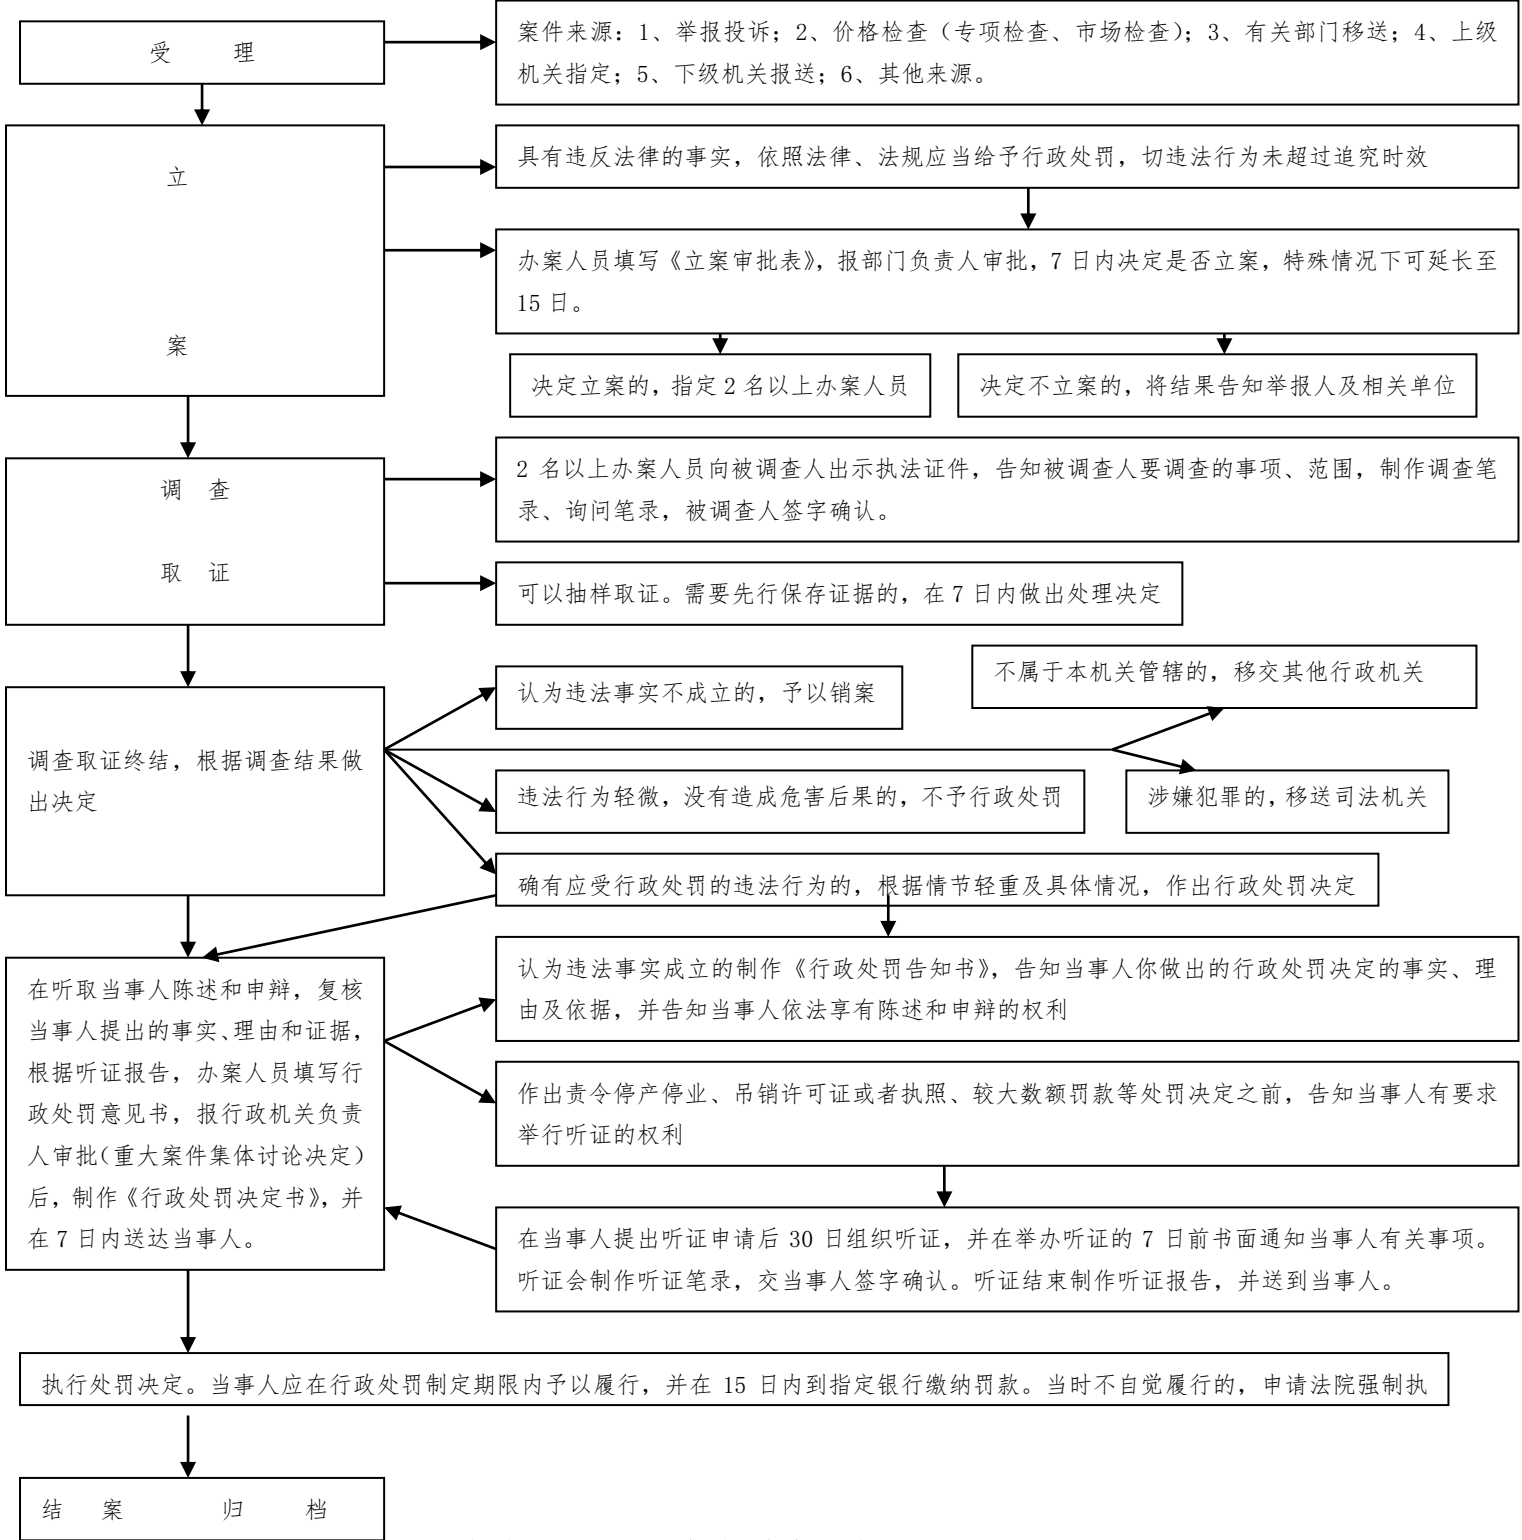 受 理
案件来源：1、举报投诉；2、价格检查（专项检查、市场检查）；3、有关部门移送；4、上级
机关指定；5、下级机关报送；6、其他来源。
立
案
具有违反法律的事实，依照法律、法规应当给予行政处罚，切违法行为未超过追究时效
办案人员填写《立案审批表》，报部门负责人审批，7 日内决定是否立案，特殊情况下可延长至
15 日。
决定立案的，指定 2 名以上办案人员
决定不立案的，将结果告知举报人及相关单位
调 查
取 证
2 名以上办案人员向被调查人出示执法证件，告知被调查人要调查的事项、范围，制作调查笔
录、询问笔录，被调查人签字确认。
可以抽样取证。需要先行保存证据的，在 7 日内做出处理决定
调查取证终结，根据调查结果做
出决定
认为违法事实不成立的，予以销案
不属于本机关管辖的，移交其他行政机关
违法行为轻微，没有造成危害后果的，不予行政处罚
涉嫌犯罪的，移送司法机关
确有应受行政处罚的违法行为的，根据情节轻重及具体情况，作出行政处罚决定
在听取当事人陈述和申辩，复核
当事人提出的事实、理由和证据，
根据听证报告，办案人员填写行
政处罚意见书，报行政机关负责
人审批（重大案件集体讨论决定）
后，制作《行政处罚决定书》，并
在 7 日内送达当事人。
认为违法事实成立的制作《行政处罚告知书》，告知当事人你做出的行政处罚决定的事实、理
由及依据，并告知当事人依法享有陈述和申辩的权利
作出责令停产停业、吊销许可证或者执照、较大数额罚款等处罚决定之前，告知当事人有要求
举行听证的权利
在当事人提出听证申请后 30 日组织听证，并在举办听证的 7 日前书面通知当事人有关事项。
听证会制作听证笔录，交当事人签字确认。听证结束制作听证报告，并送到当事人。
执行处罚决定。当事人应在行政处罚制定期限内予以履行，并在 15 日内到指定银行缴纳罚款。当时不自觉履行的，申请法院强制执
结 案 归 档